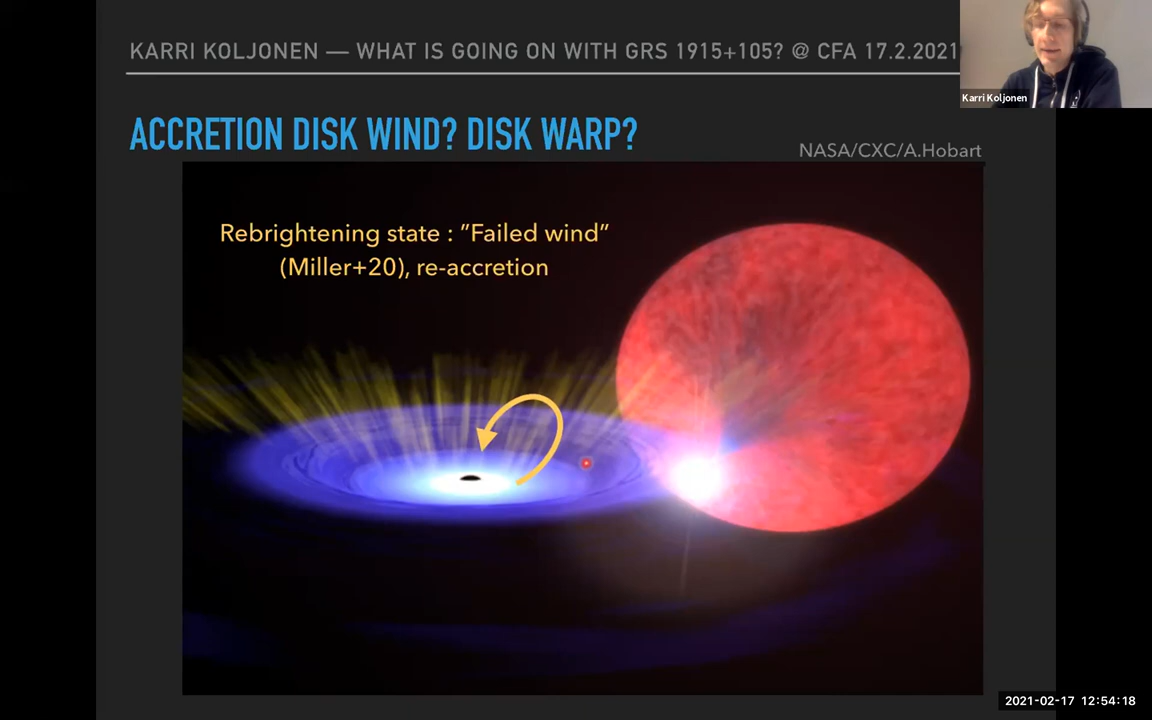 KARRI KOLJONEN — WHAT IS GOING ON WITH GRS 1915+105? @ CFA 17.2.2021
Karri Koljonen
ACCRETION DISK WIND? DISK WARP?
NASA/CXC/A.Hobart
Rebrightening state : ”Failed wind”
(Miller+20), re-accretion
2021-02-17 12:54:18